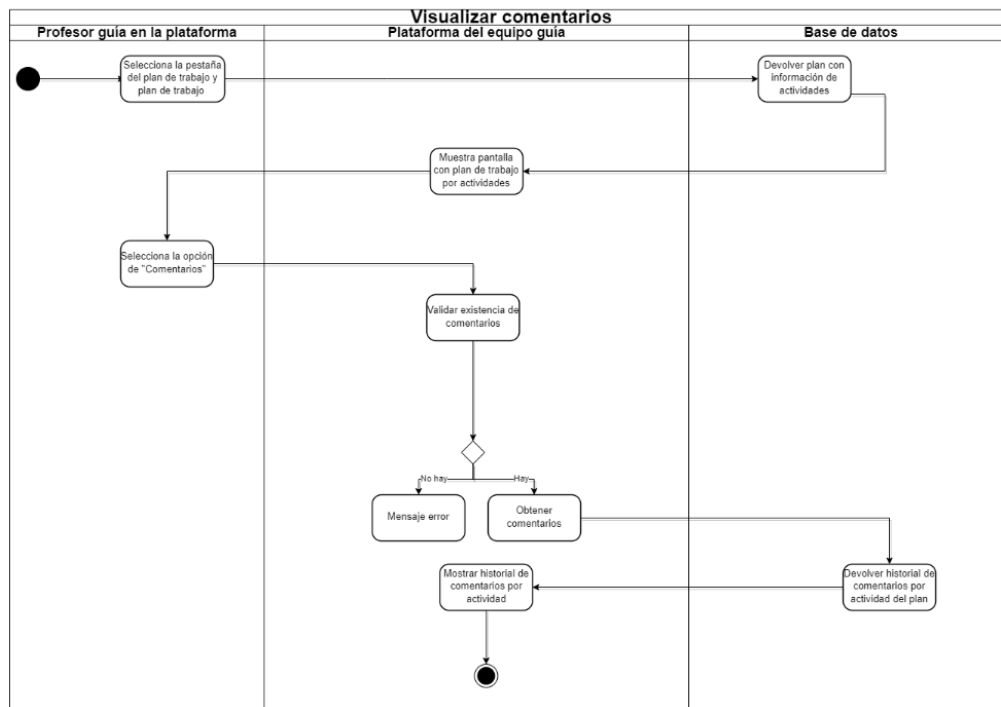 Visualizar comentarios
Profesor guía en la plataforma
Plataforma del equipo guía
Base de datos
Selecciona la pestaña
del plan de trabajo y
plan de trabajo
Devolver plan con
información de
actividades
Muestra pantalla
con plan de trabajo
por actividades
Selecciona la opción
de "Comentarios"
Validar existencia de
comentarios
No hay
Hay
Mensaje error
Obtener
comentarios
Mostrar historial de
comentarios por
actividad
Devolver historial de
comentarios por
actividad del plan